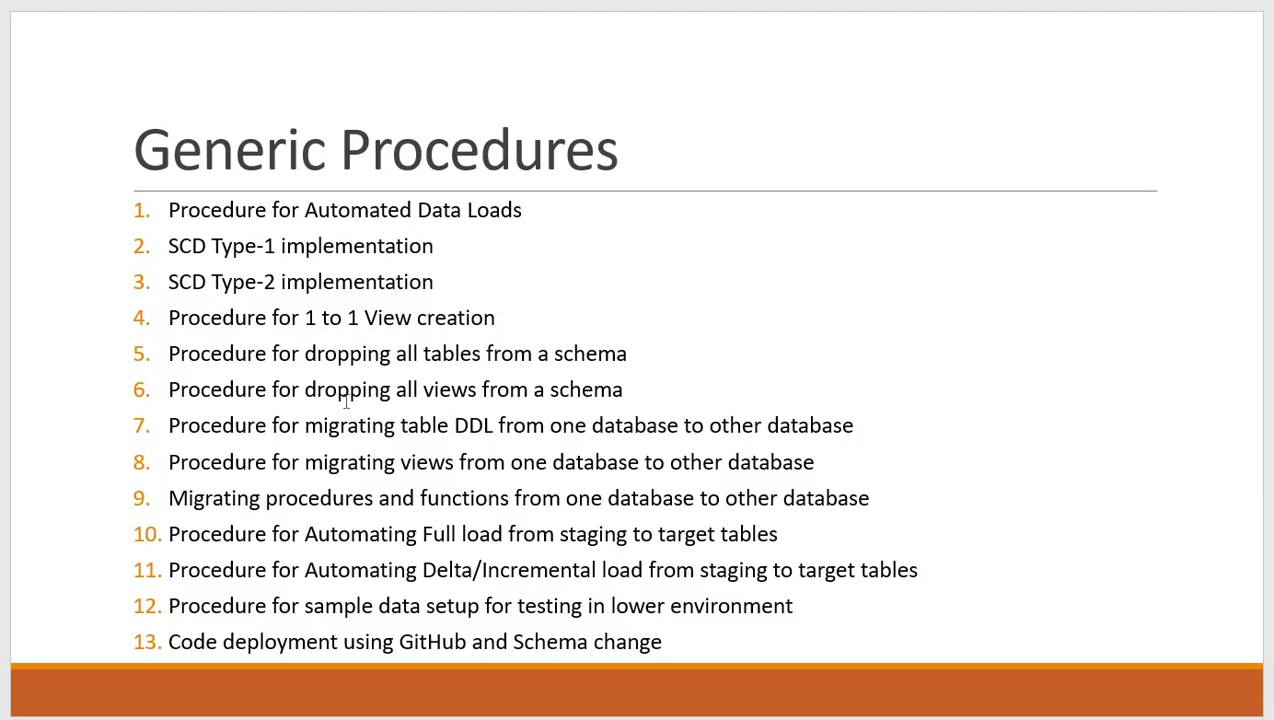 Generic Procedures
1. Procedure for Automated Data Loads
2. SCD Type-1 implementation
3. SCD Type-2 implementation
4. Procedure for 1 to 1 View creation
5. Procedure for dropping all tables from a schema
6. Procedure for dropping all views from a schema
7. Procedure for migrating table DDL from one database to other database
8. Procedure for migrating views from one database to other database
9. Migrating procedures and functions from one database to other database
10. Procedure for Automating Full load from staging to target tables
11. Procedure for Automating Delta/Incremental load from staging to target tables
12. Procedure for sample data setup for testing in lower environment
13. Code deployment using GitHub and Schema change